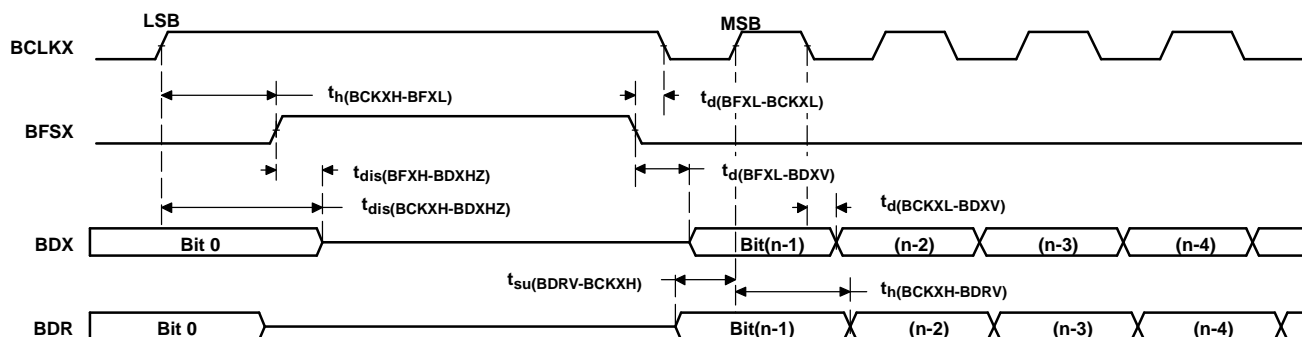 LSB MSB
BCLKX
th(BCKXH-BFXL) td(BFXL-BCKXL)
BFSX
tdis(BFXH-BDXHZ) td(BFXL-BDXV)
tdis(BCKXH-BDXHZ) td(BCKXL-BDXV)
BDX Bit 0 Bit(n-1) (n-2) (n-3) (n-4)
tsu(BDRV-BCKXH) th(BCKXH-BDRV)
BDR Bit 0 Bit(n-1) (n-2) (n-3) (n-4)